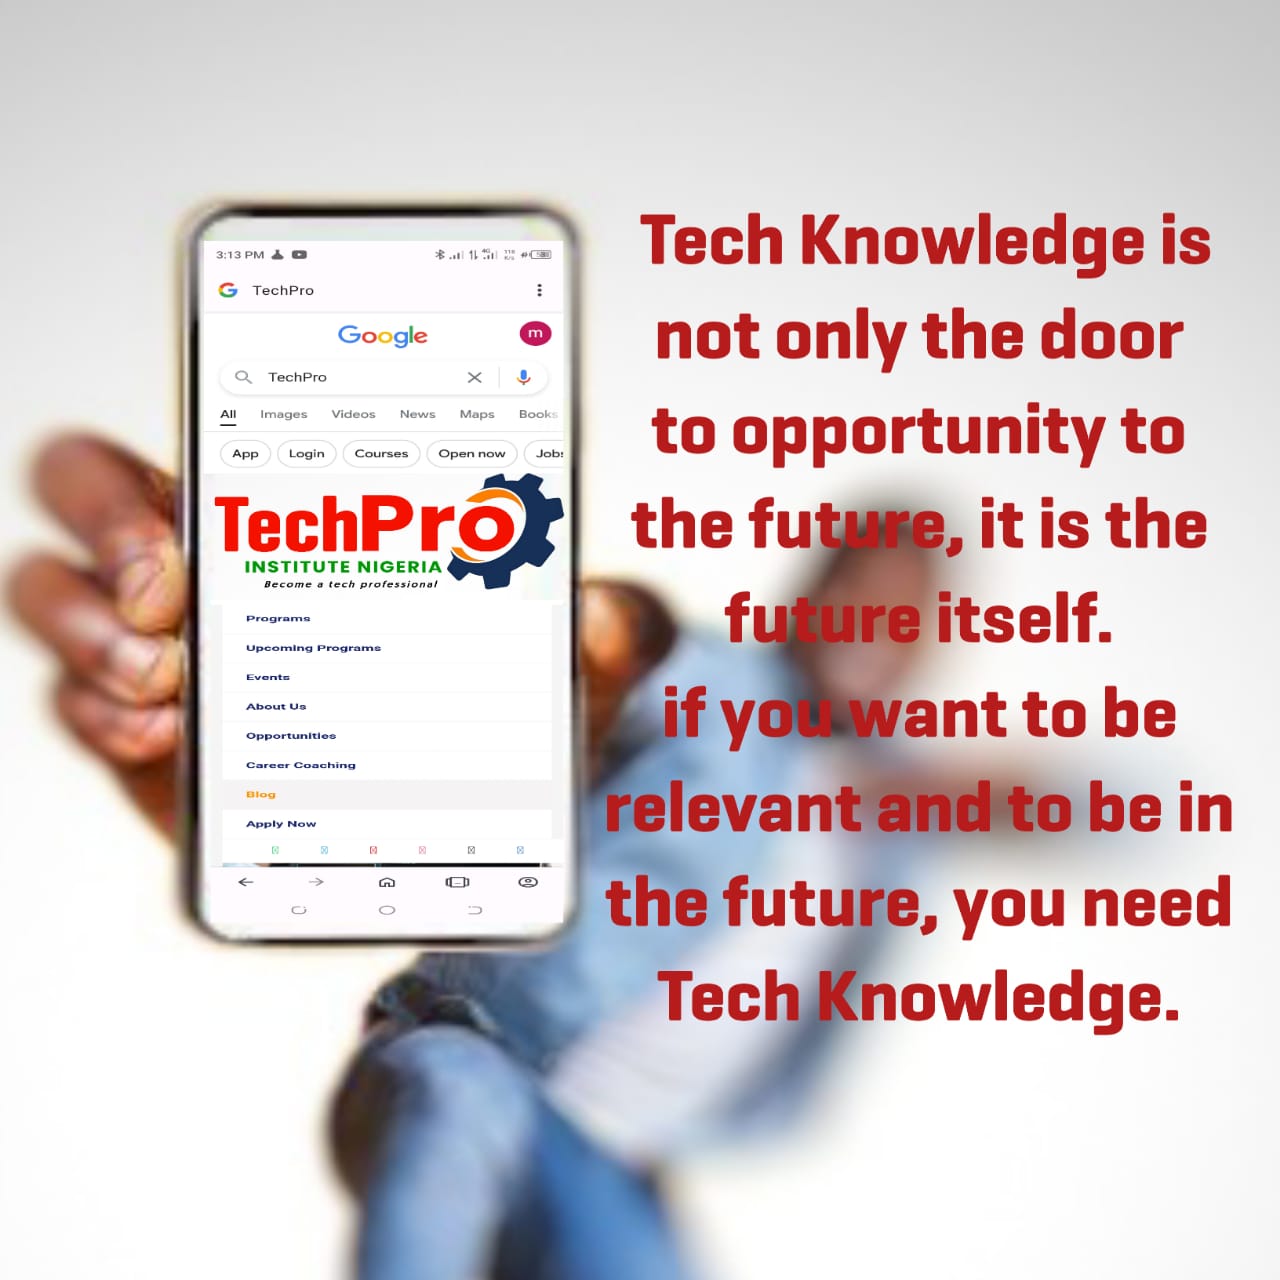 3:13 PM
4G
TechPro
Google
m
TechPro
All Images Videos News Maps Books
App Login Courses Open now Jobs
TechPro
INSTITUTE NIGERIA
Become a tech professional
Programs
Upcoming Programs
Events
About Us
Opportunities
Career Coaching
Blog
Apply Now
Tech Knowledge is
not only the door
to opportunity to
the future, it is the
future itself.
if you want to be
relevant and to be in
the future, you need
Tech Knowledge.